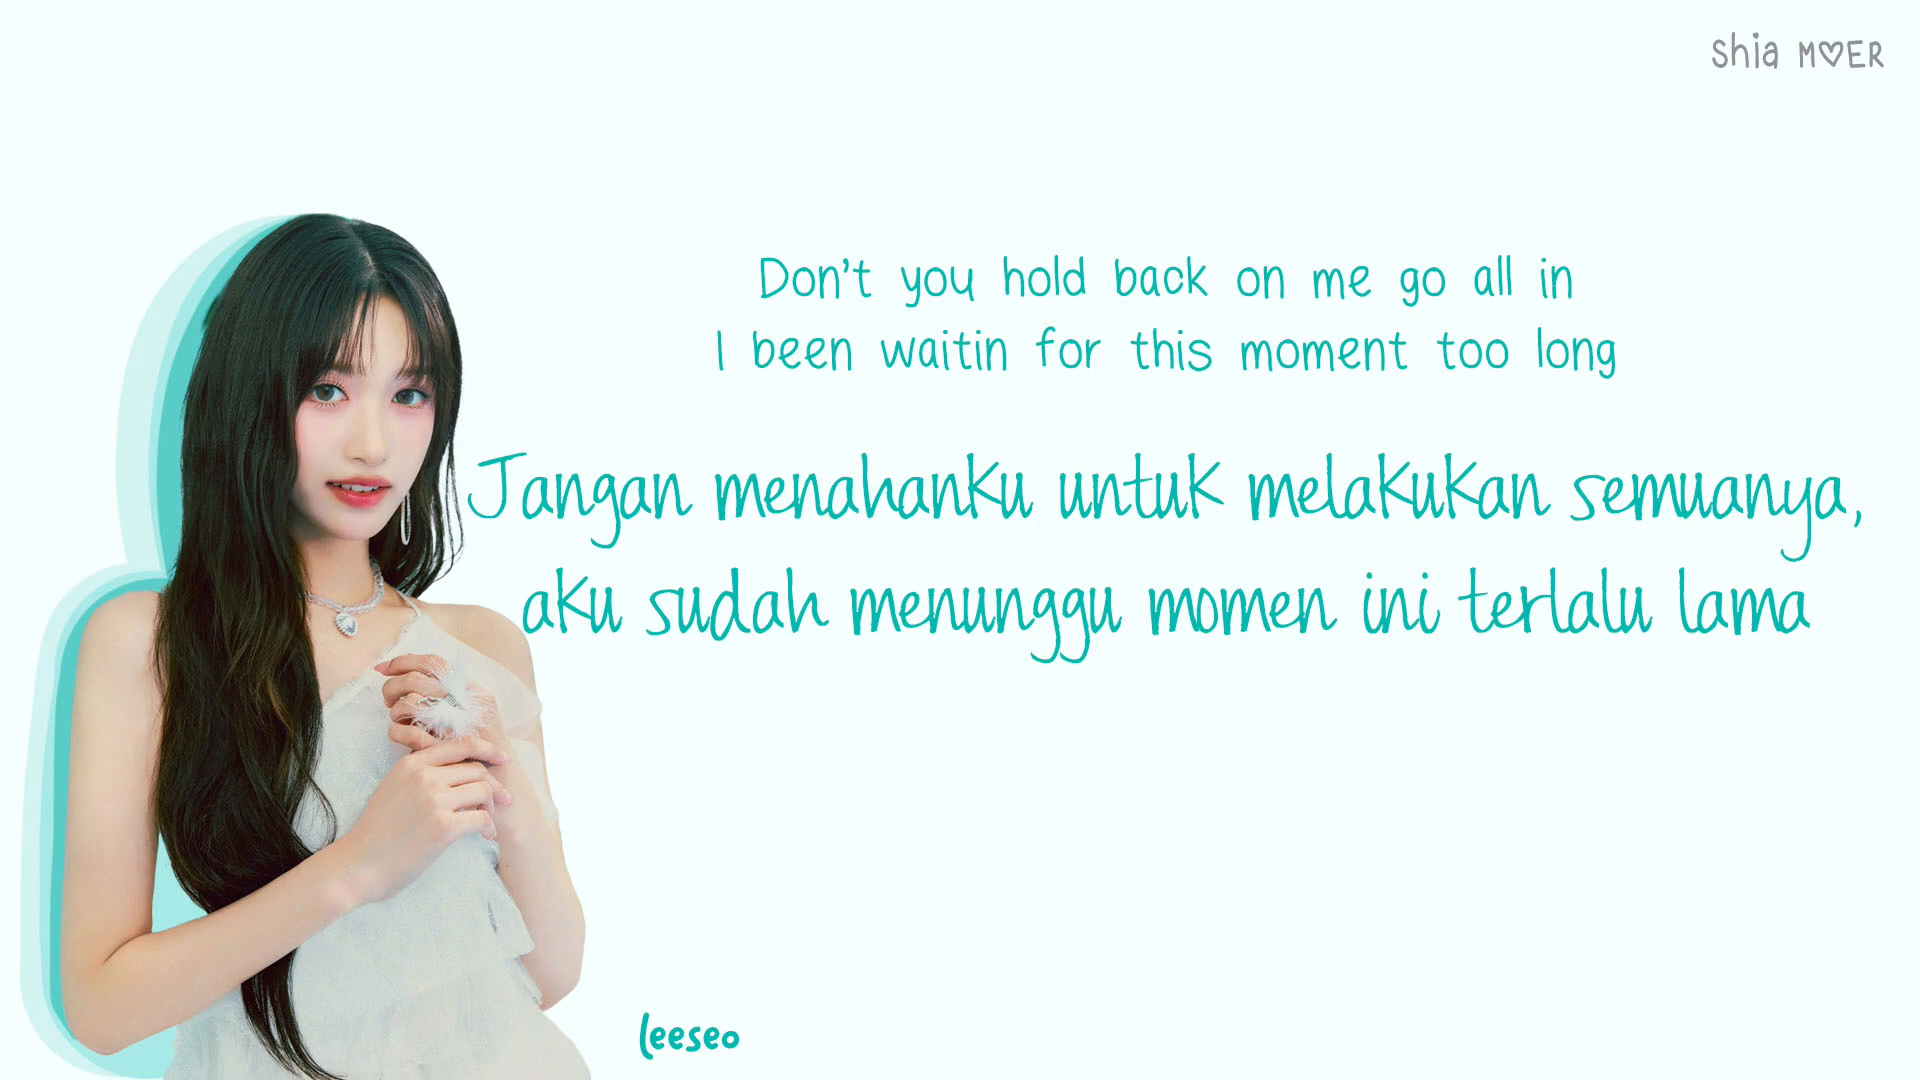 Shia M♡ER
Don't you hold back on me go all in
I been waitin for this moment too long
Jangan menahanku untuk melakukan semuanya,
aku sudah menunggu momen ini terlalu lama
leeseo